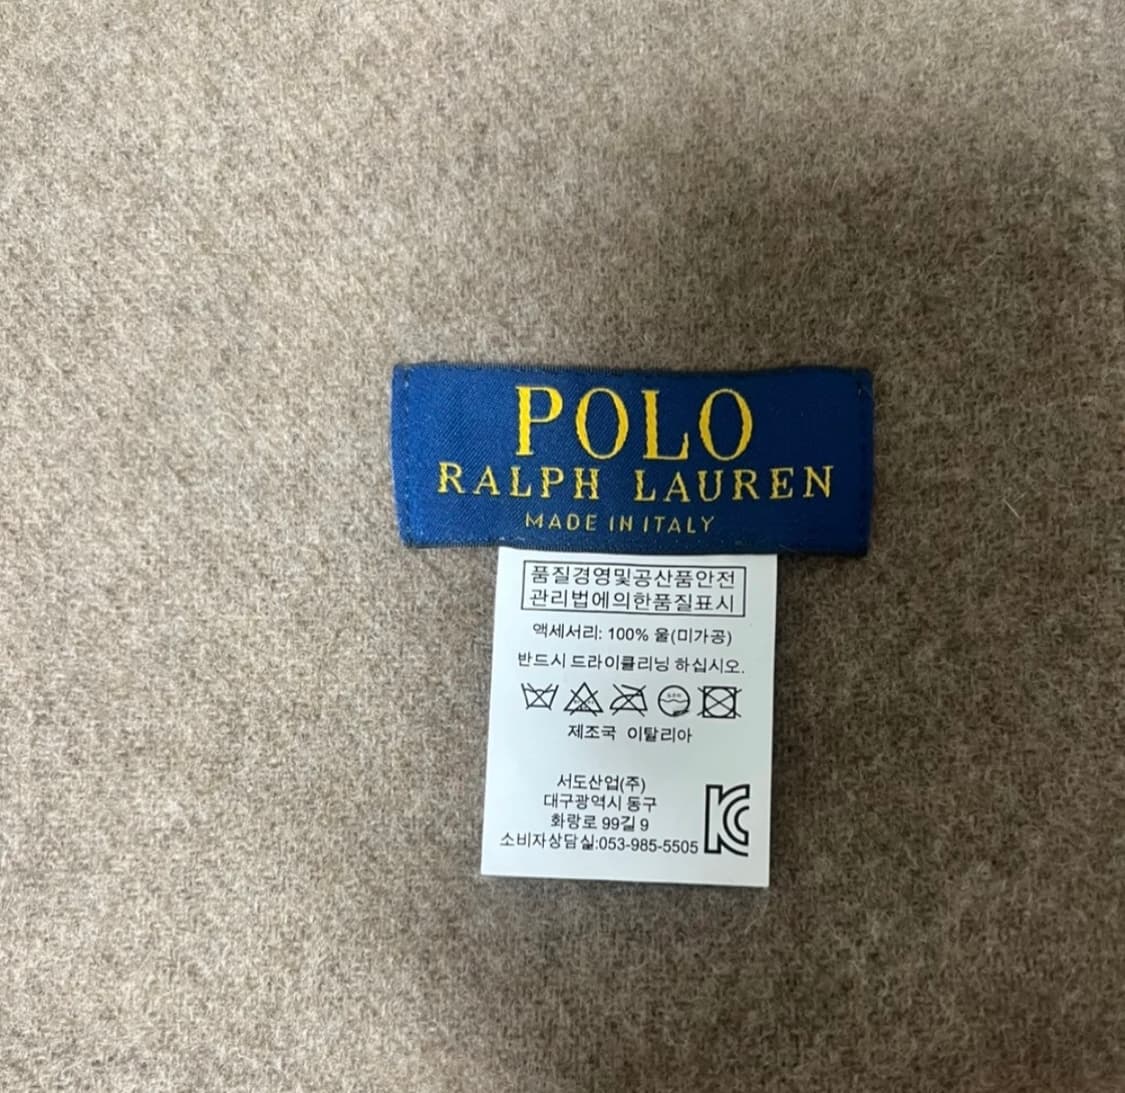 POLO
RALPH LAUREN
MADE IN ITALY
품질경영및공산품안전
관리법에의한품질표시
액세서리: 100% 울(미가공)
반드시 드라이클리닝 하십시오.
제조국 이탈리아
서도산업(주)
대구광역시 동구
화랑로 99길 9
소비자상담실:053-985-5505